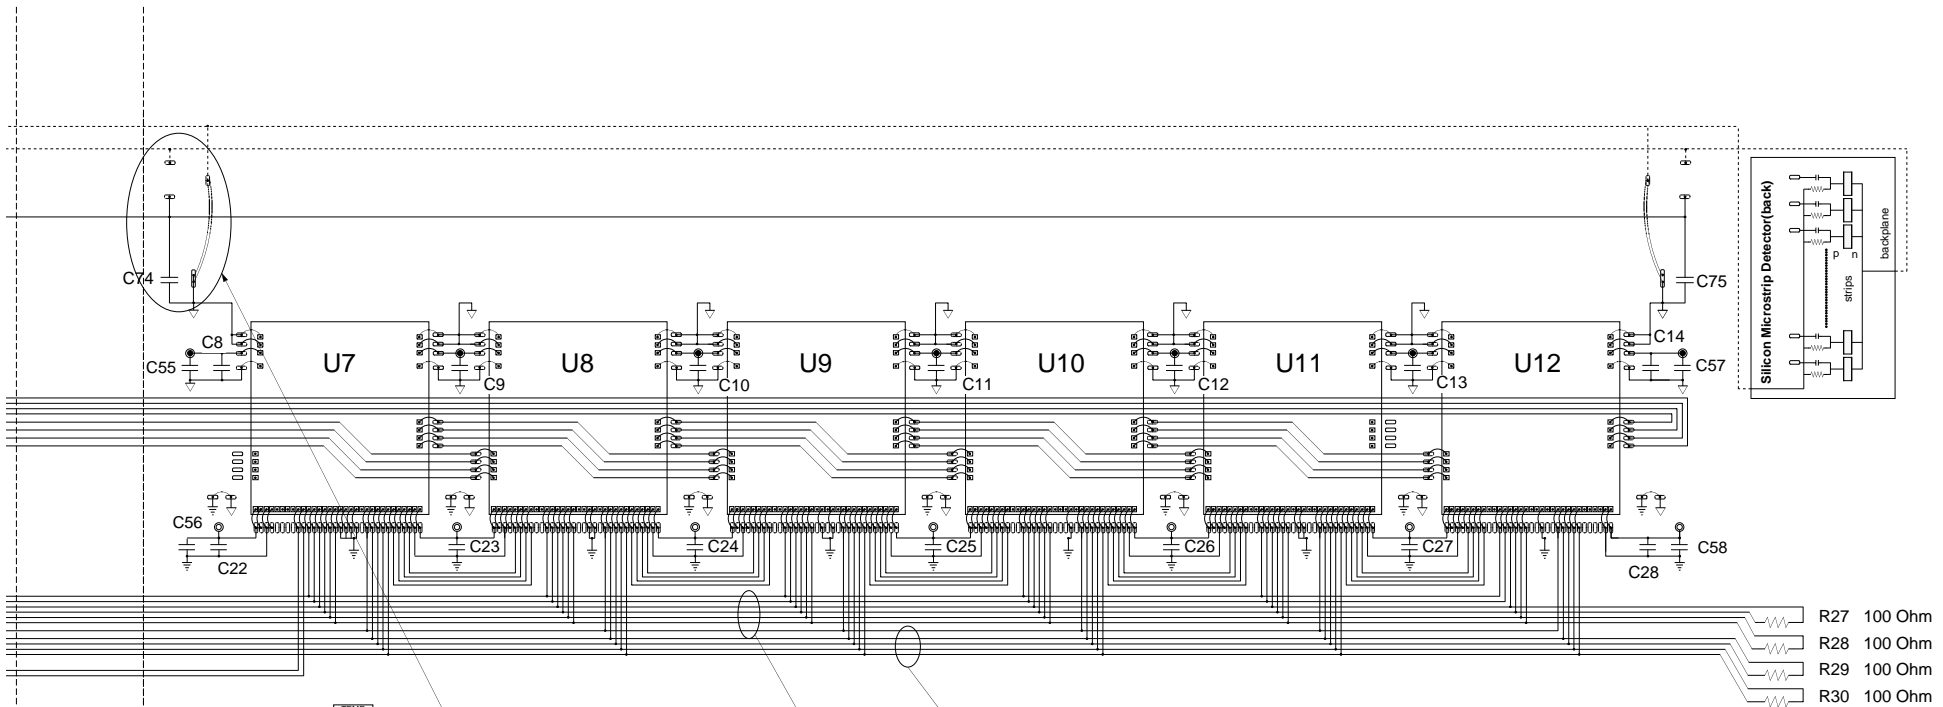 Silicon Microstrip Detector(back)
backplane
p n
strips
C74
C75
C8
C14
C55
U7
U8
U9
U10
U11
U12
C57
C9
C10
C11
C12
C13
C56
C23
C24
C25
C26
C27
C58
C22
C28
R27 100 Ohm
R28 100 Ohm
R29 100 Ohm
R30 100 Ohm